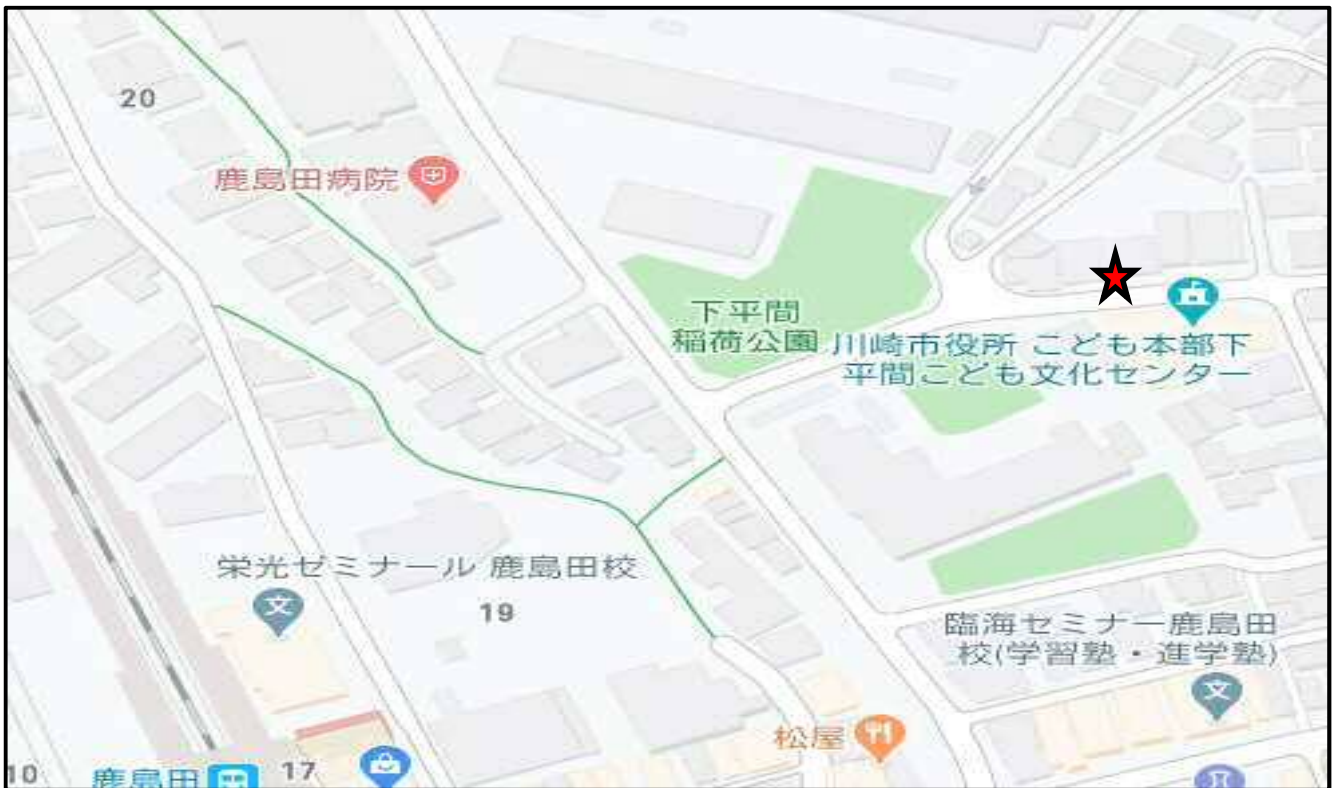 20
鹿島田病院
下平間
稲荷公園
川崎市役所 こども本部下
平間こども文化センター
栄光ゼミナール 鹿島田校
文
19
臨海セミナー鹿島田
校(学習塾・進学塾)
文
松屋
10
鹿島田
17